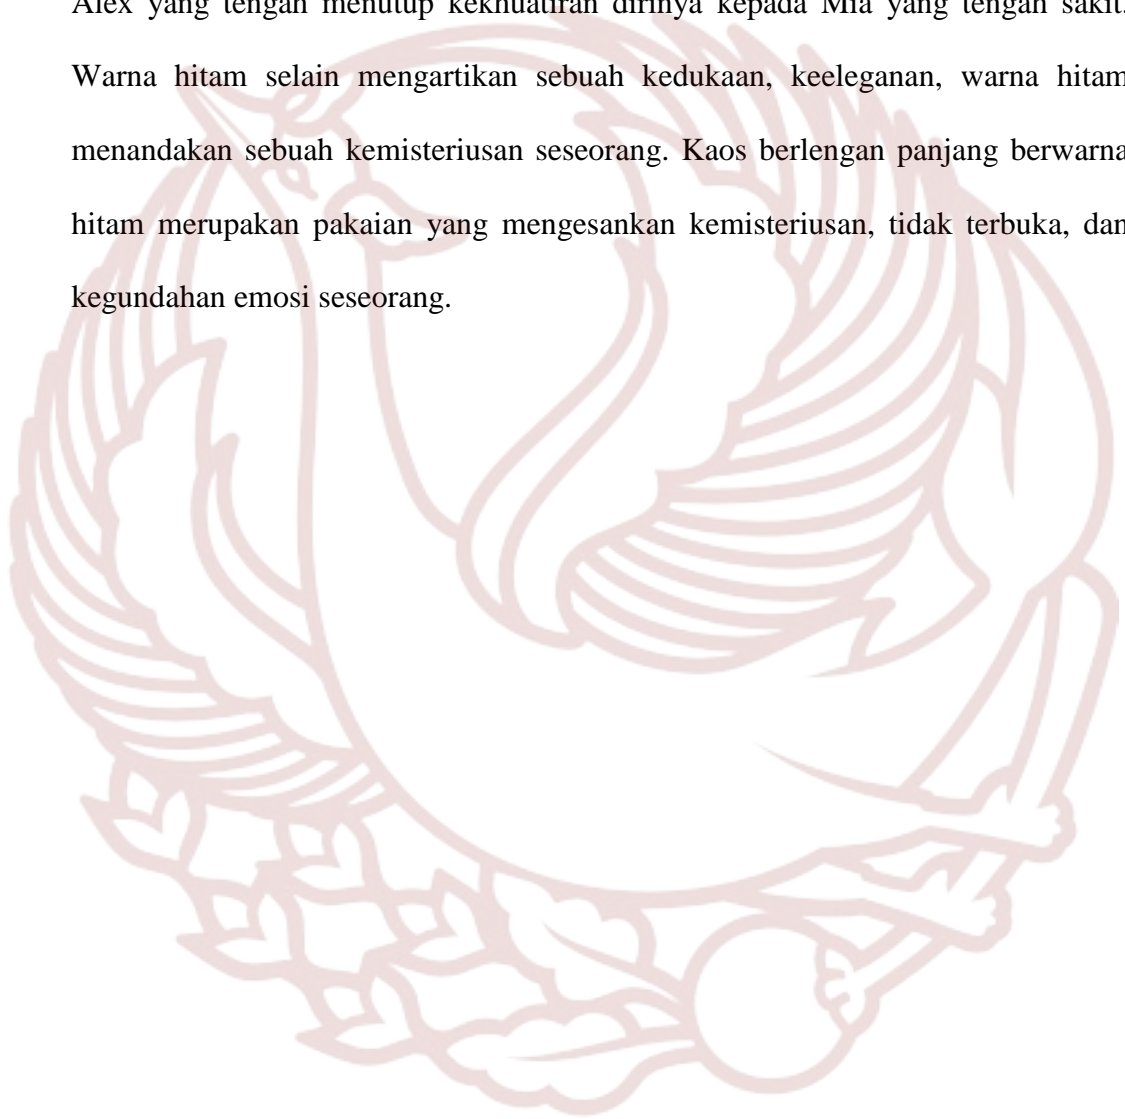 Alex yang tengah menutup kekhuatiran dirinya kepada Mia yang tengah sakit.
Warna hitam selain mengartikan sebuah kedukaan, keeleganan, warna hitam
menandakan sebuah kemisteriusan seseorang. Kaos berlengan panjang berwarna
hitam merupakan pakaian yang mengesankan kemisteriusan, tidak terbuka, dan
kegundahan emosi seseorang.